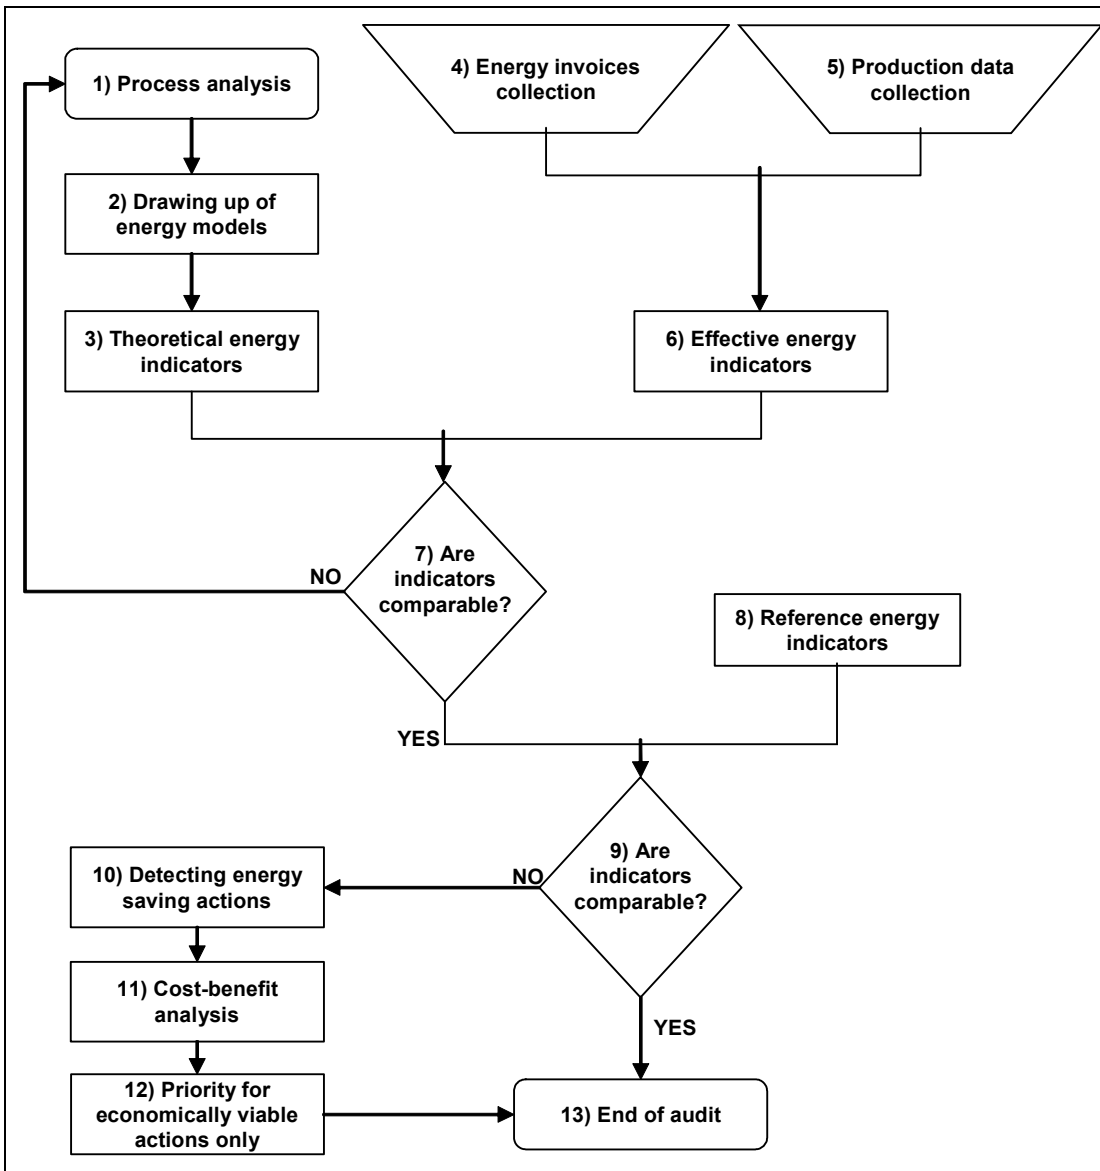 1) Process analysis
4) Energy invoices
collection
5) Production data
collection
2) Drawing up of
energy models
3) Theoretical energy
indicators
6) Effective energy
indicators
7) Are
indicators
comparable?
NO
8) Reference energy
indicators
YES
9) Are
indicators
comparable?
NO
10) Detecting energy
saving actions
11) Cost-benefit
analysis
YES
12) Priority for
economically viable
actions only
13) End of audit